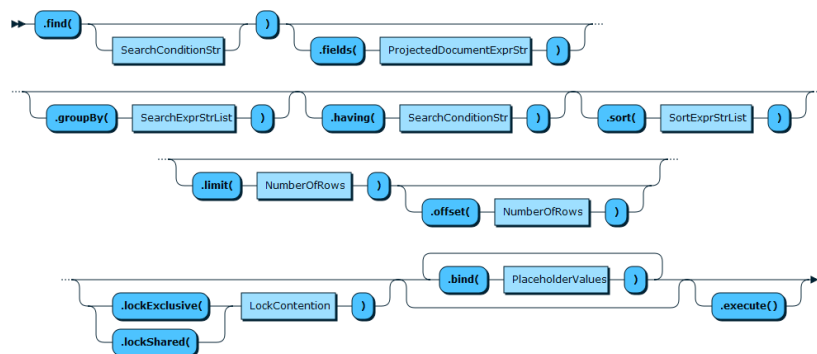 .find( SearchConditionStr ) .fields( ProjectedDocumentExprStr )
.groupBy( SearchExprStrList ) .having( SearchConditionStr ) .sort( SortExprStrList )
.limit( NumberOfRows )
.offset( NumberOfRows )
.bind( PlaceholderValues )
.lockExclusive( LockContention ) .execute()
.lockShared(